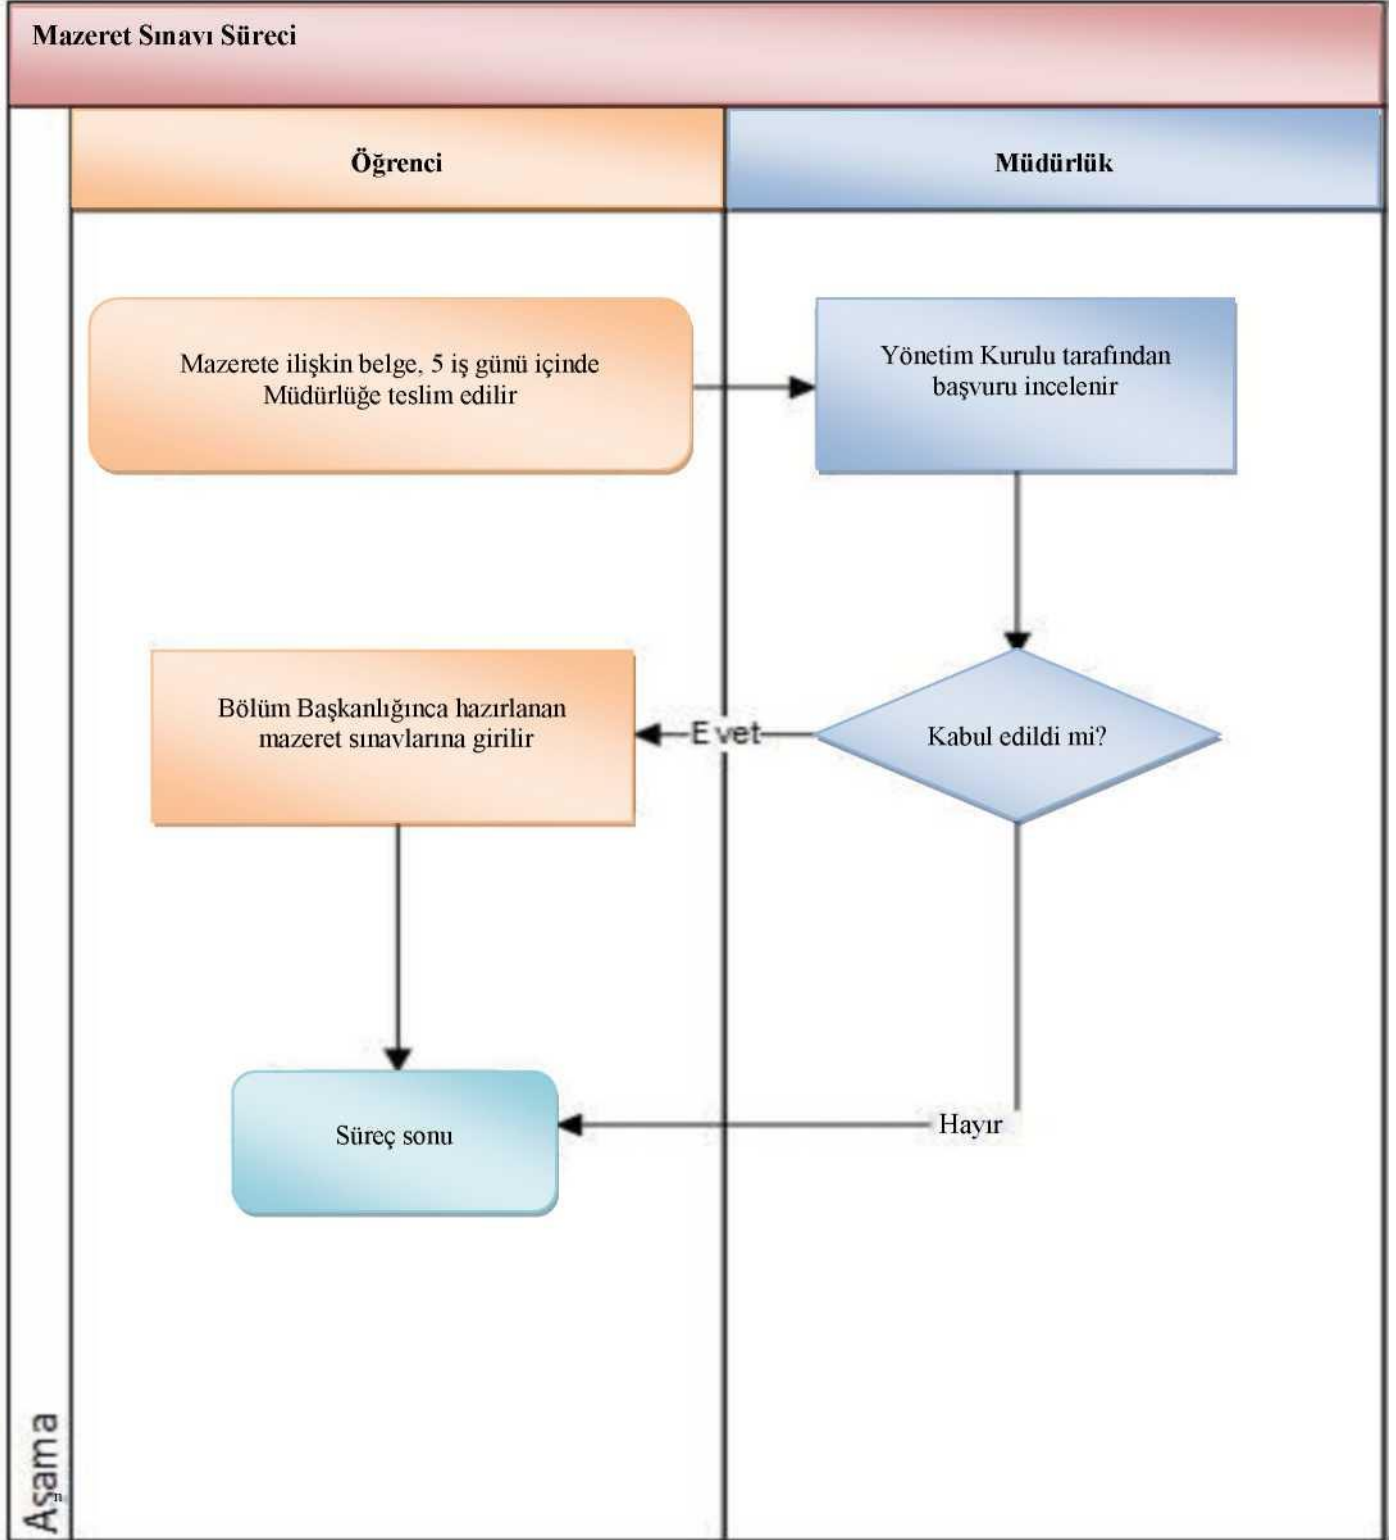 Mazeret Sınavı Süreci
Öğrenci
Müdürlük
Mazerete ilişkin belge, 5 iş günü içinde
Müdürlüğe teslim edilir
Yönetim Kurulu tarafından
başvuru incelenir
Bölüm Başkanlığınca hazırlanan
mazeret sınavlarına girilir
Evet
Kabul edildi mi?
Süreç sonu
Hayır
Aşama
n